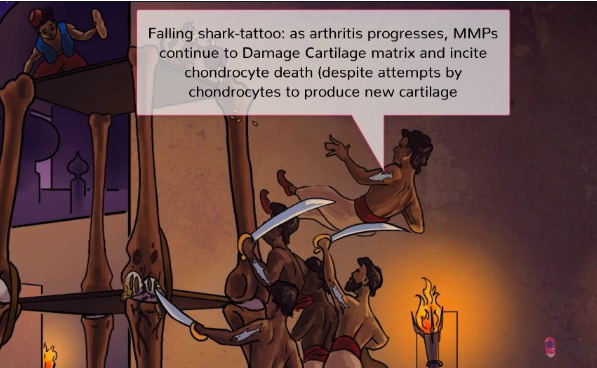 Falling shark-tattoo: as arthritis progresses, MMPs
continue to Damage Cartilage matrix and incite
chondrocyte death (despite attempts by
chondrocytes to produce new cartilage